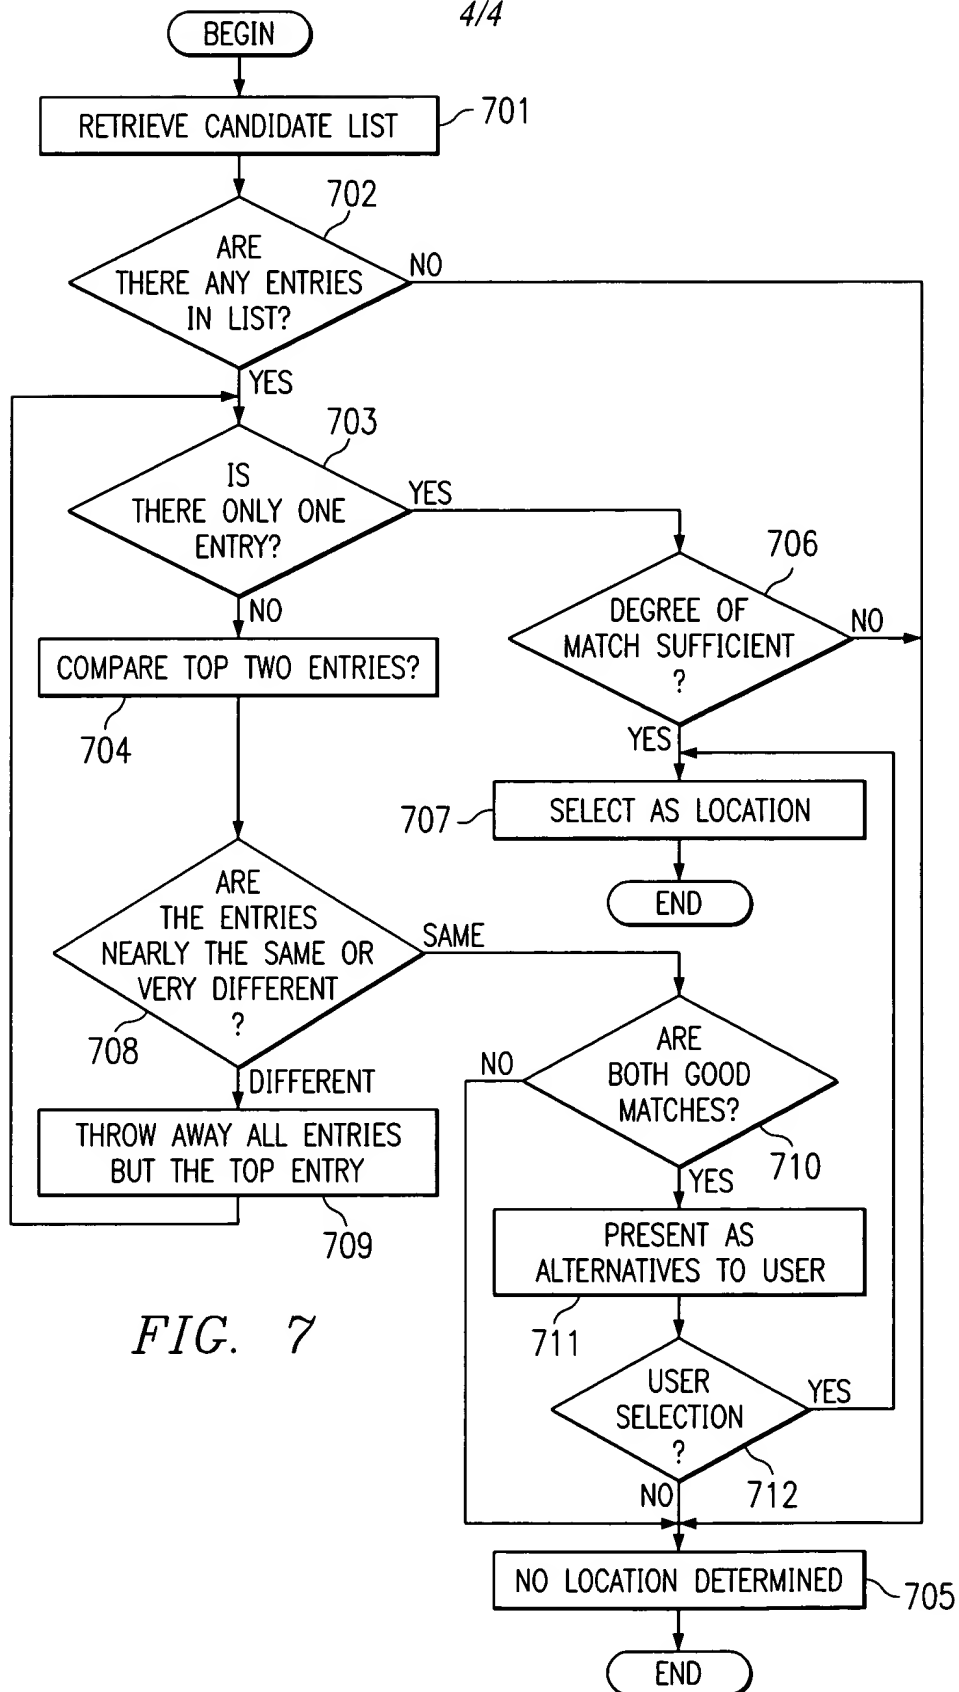 4/4
BEGIN
RETRIEVE CANDIDATE LIST
701
702
ARE
THERE ANY ENTRIES
IN LIST?
NO
YES
703
IS
THERE ONLY ONE
ENTRY?
YES
NO
706
DEGREE OF
MATCH SUFFICIENT
?
NO
YES
COMPARE TOP TWO ENTRIES?
704
707
SELECT AS LOCATION
END
ARE
THE ENTRIES
NEARLY THE SAME OR
VERY DIFFERENT
?
708
SAME
DIFFERENT
ARE
BOTH GOOD
MATCHES?
NO
710
YES
THROW AWAY ALL ENTRIES
BUT THE TOP ENTRY
709
PRESENT AS
ALTERNATIVES TO USER
711
FIG. 7
USER
SELECTION
?
YES
712
NO
NO LOCATION DETERMINED
705
END